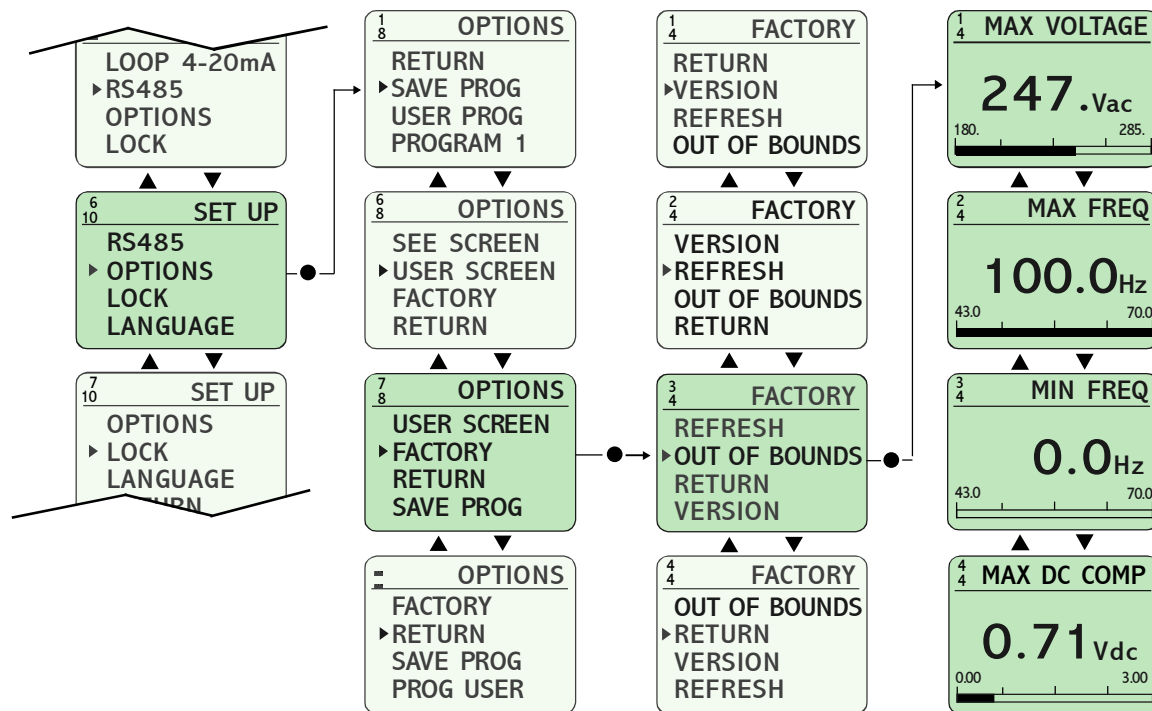 LOOP 4-20mA
RS485
OPTIONS
LOCK
6
10
SET UP
RS485
OPTIONS
LOCK
LANGUAGE
7
10
SET UP
OPTIONS
LOCK
LANGUAGE
1
8
OPTIONS
RETURN
SAVE PROG
USER PROG
PROGRAM 1
6
8
OPTIONS
SEE SCREEN
USER SCREEN
FACTORY
RETURN
7
8
OPTIONS
USER SCREEN
FACTORY
RETURN
SAVE PROG
OPTIONS
FACTORY
RETURN
SAVE PROG
PROG USER
1
4
FACTORY
RETURN
VERSION
REFRESH
OUT OF BOUNDS
2
4
FACTORY
VERSION
REFRESH
OUT OF BOUNDS
RETURN
3
4
FACTORY
REFRESH
OUT OF BOUNDS
RETURN
VERSION
4
4
FACTORY
OUT OF BOUNDS
RETURN
VERSION
REFRESH
1
4
MAX VOLTAGE
247.Vac
180. 285.
2
4
MAX FREQ
100.0Hz
43.0 70.0
3
4
MIN FREQ
0.0Hz
43.0 70.0
4
4
MAX DC COMP
0.71Vdc
0.00 3.00